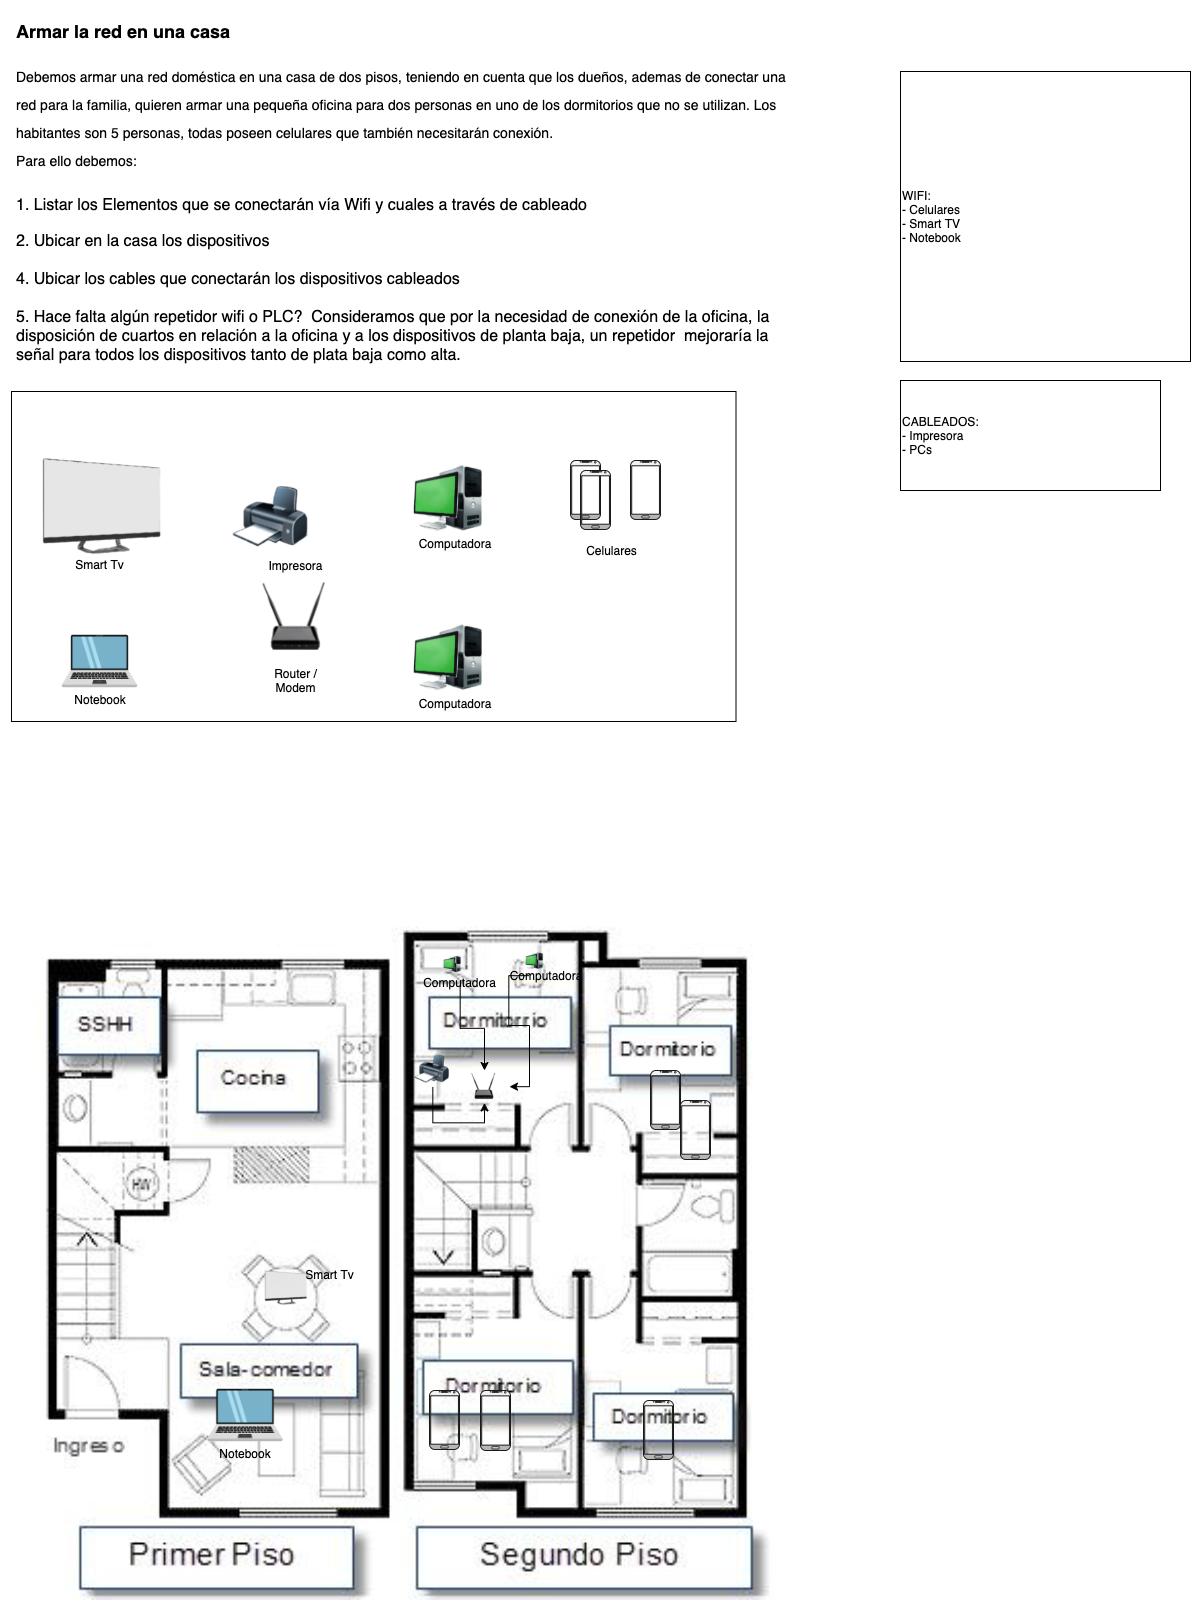 Armar la red en una casa
Debemos armar una red doméstica en una casa de dos pisos, teniendo en cuenta que los dueños, ademas de conectar una
red para la familia, quieren armar una pequeña oficina para dos personas en uno de los dormitorios que no se utilizan. Los
habitantes son 5 personas, todas poseen celulares que también necesitarán conexión.
Para ello debemos:
1. Listar los Elementos que se conectarán vía Wifi y cuales a través de cableado
2. Ubicar en la casa los dispositivos
4. Ubicar los cables que conectarán los dispositivos cableados
5. Hace falta algún repetidor wifi o PLC?  Consideramos que por la necesidad de conexión de la oficina, la
disposición de cuartos en relación a la oficina y a los dispositivos de planta baja, un repetidor  mejoraría la
señal para todos los dispositivos tanto de plata baja como alta.
WIFI:
- Celulares
- Smart TV
- Notebook
CABLEADOS:
- Impresora
- PCs
Smart Tv
Impresora
Computadora
Celulares
Notebook
Router /
Modem
Computadora
SSHH
Cocina
HW
Smart Tv
Sala-comedor
Notebook
Ingreso
Primer Piso
Computadora
Computadora
Dormitorrio
Dormitorio
Dormitorio
Dormitorio
Segundo Piso